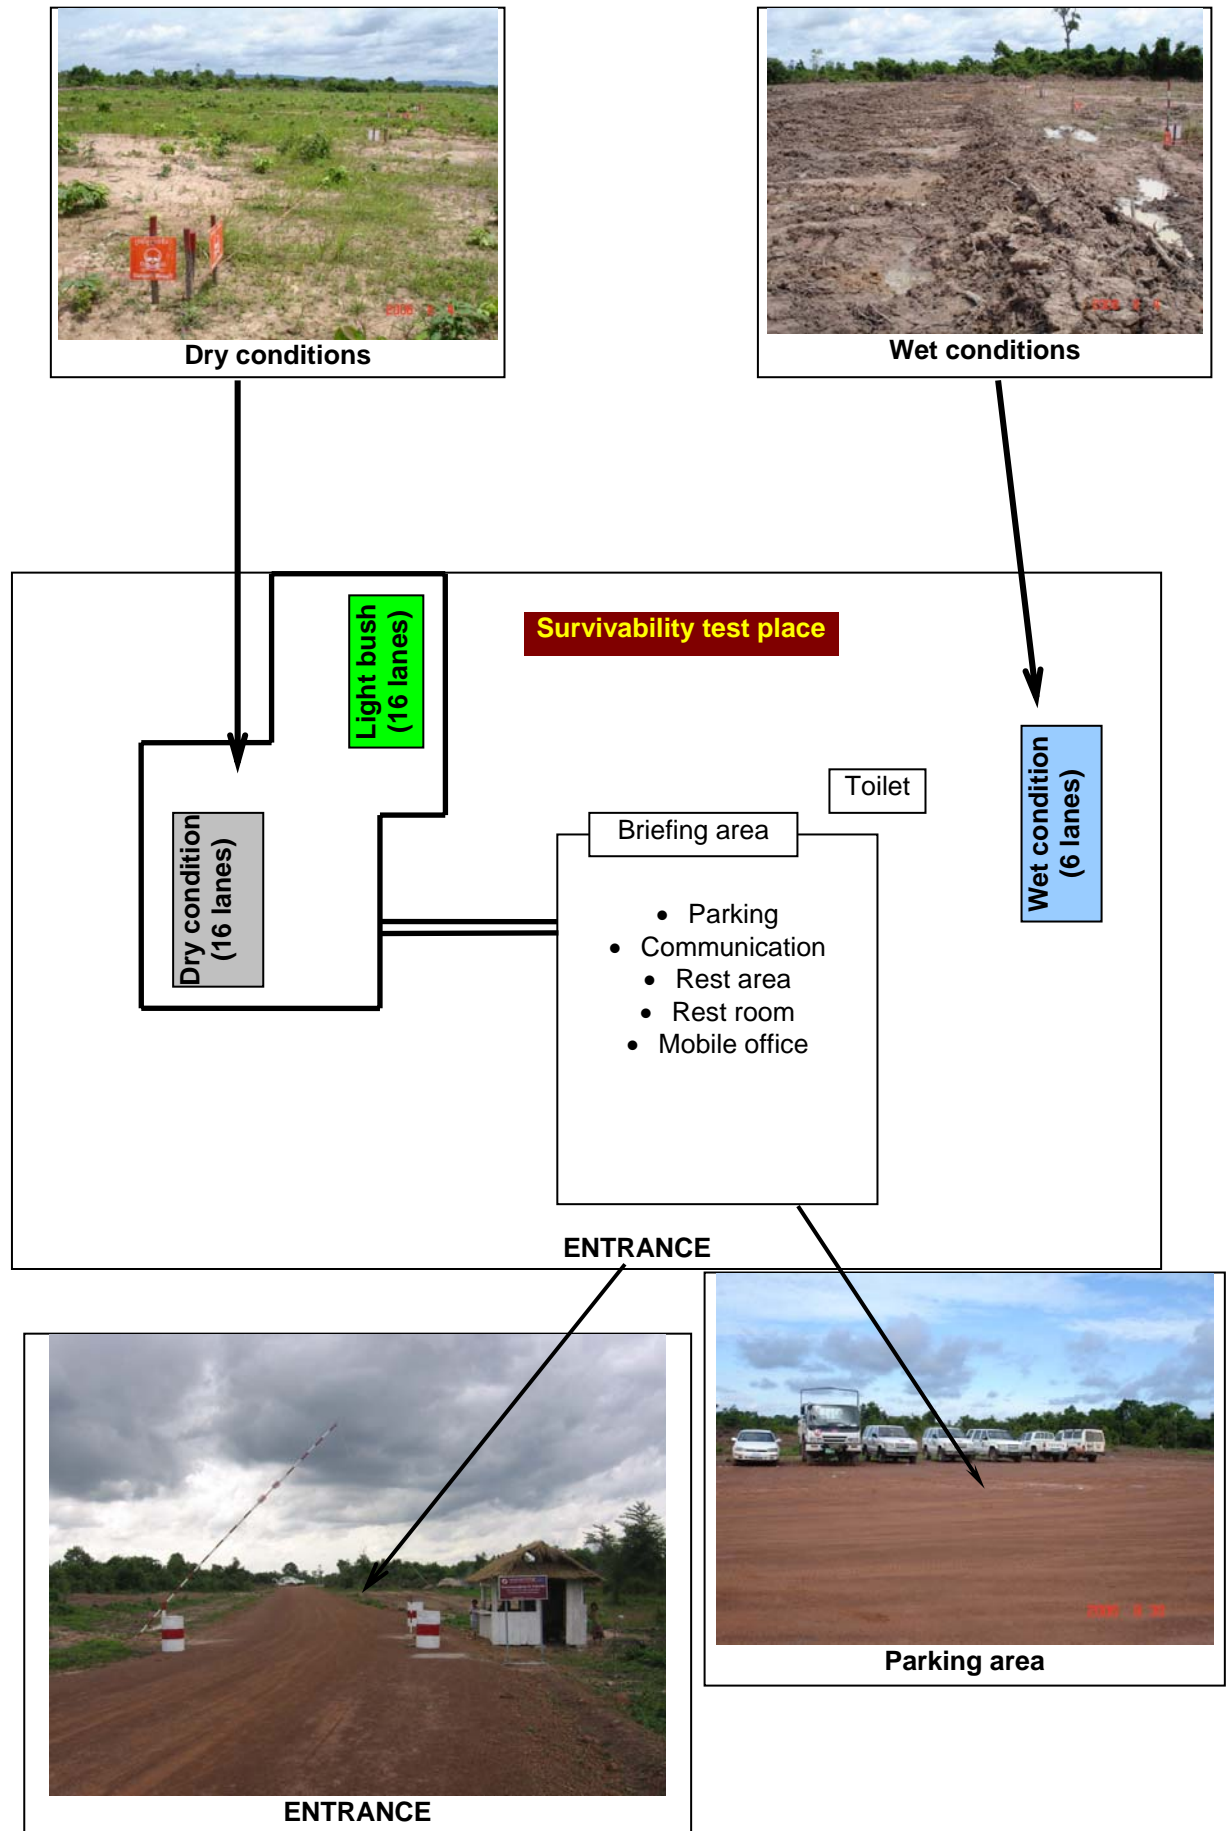 Dry conditions
Wet conditions
Survivability test place
Light bush
(16 lanes)
Toilet
Wet condition
(6 lanes)
Briefing area
Dry condition
(16 lanes)
• Parking
• Communication
• Rest area
• Rest room
• Mobile office
ENTRANCE
Parking area
ENTRANCE